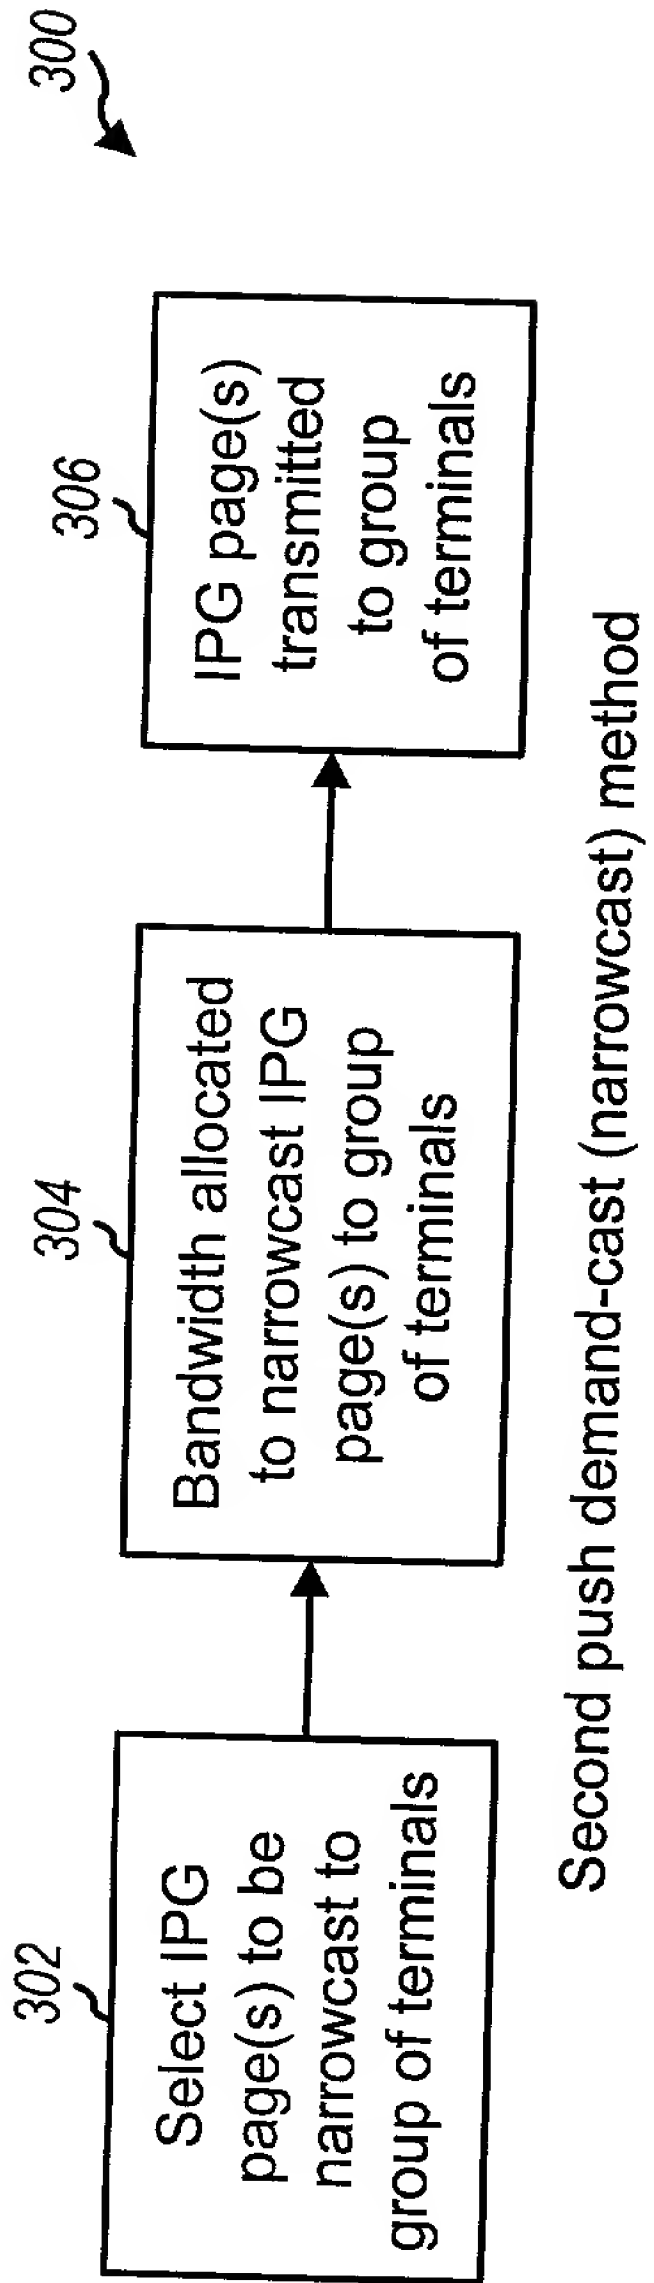 300
302
Select IPG
page(s) to be
narrowcast to
group of terminals
304
Bandwidth allocated
to narrowcast IPG
page(s) to group
of terminals
306
IPG page(s)
transmitted
to group
of terminals
Second push demand-cast (narrowcast) method